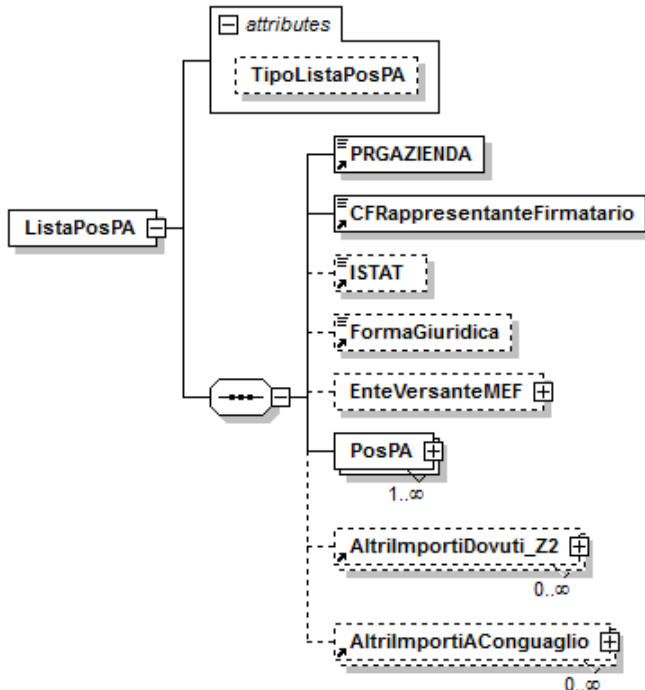 attributes
TipoListaPosPA
PRGAZIENDA
CFRappresentanteFirmatario
ListaPosPA
ISTAT
FormaGiuridica
EnteVersanteMEF
PosPA
1..∞
AltriImportiDovuti_Z2
0..∞
AltriImportiAConguaglio
0..∞